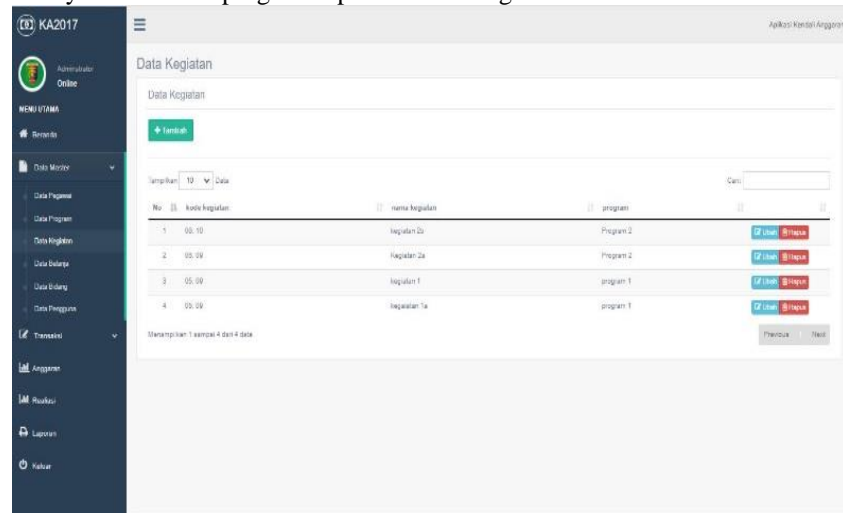 KA2017
Aplikasi Kendali Anggaran
Administrator
Online
MENU UTAMA
Beranda
Data Master
Data Pegawai
Data Program
Data Kegiatan
Data Belanja
Data Bidang
Data Pengguna
Transaksi
Anggaran
Realisasi
Laporan
Keluar
Data Kegiatan
Data Kegiatan
+ Tambah
Tampilkan 10 Data
Cari:
No kode kegiatan nama kegiatan program
1 08. 10 kegiatan 2b Program 2 Ubah Hapus
2 08. 09 Kegiatan 2a Program 2 Ubah Hapus
3 05. 09 kegiatan 1 program 1 Ubah Hapus
4 05. 09 kegaiatan 1a program 1 Ubah Hapus
Menampilkan 1 sampai 4 dari 4 data
Previous 1 Next